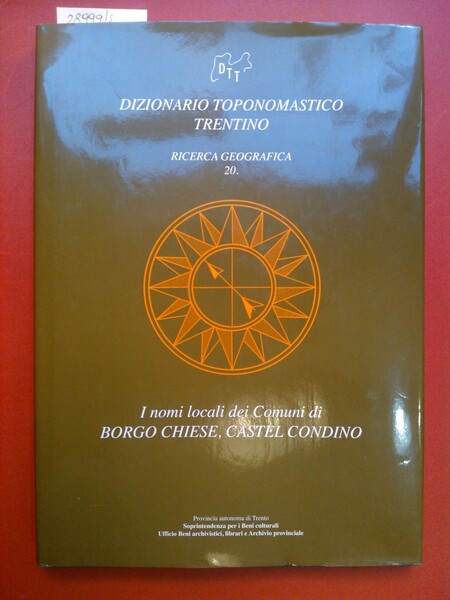 28999/s
DTT
DIZIONARIO TOPONOMASTICO
TRENTINO
RICERCA GEOGRAFICA
20.
I nomi locali dei Comuni di
BORGO CHIESE, CASTEL CONDINO
Provincia autonoma di Trento
Soprintendenza per i Beni culturali
Ufficio Beni archivistici, librari e Archivio provinciale